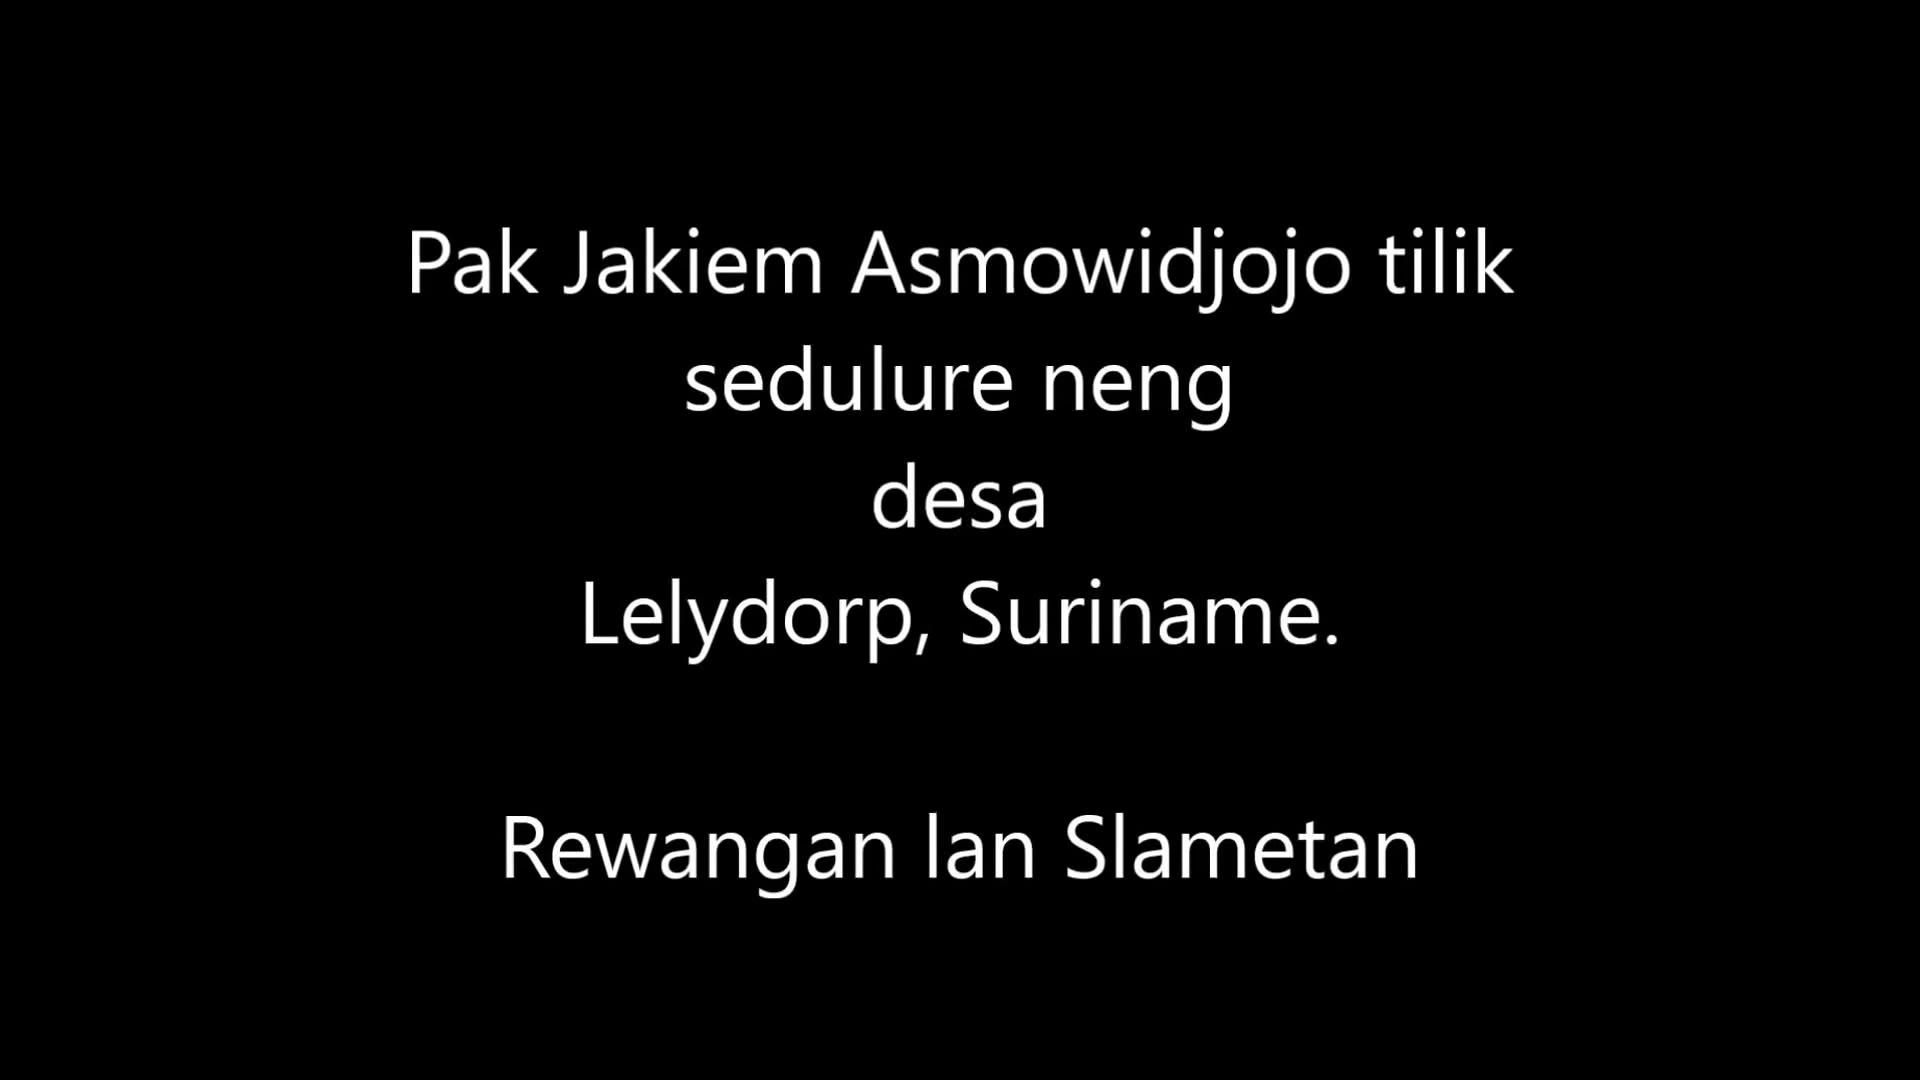 Pak Jakiem Asmowidjojo tilik
sedulure neng
desa
Lelydorp, Suriname.
Rewangan lan Slametan